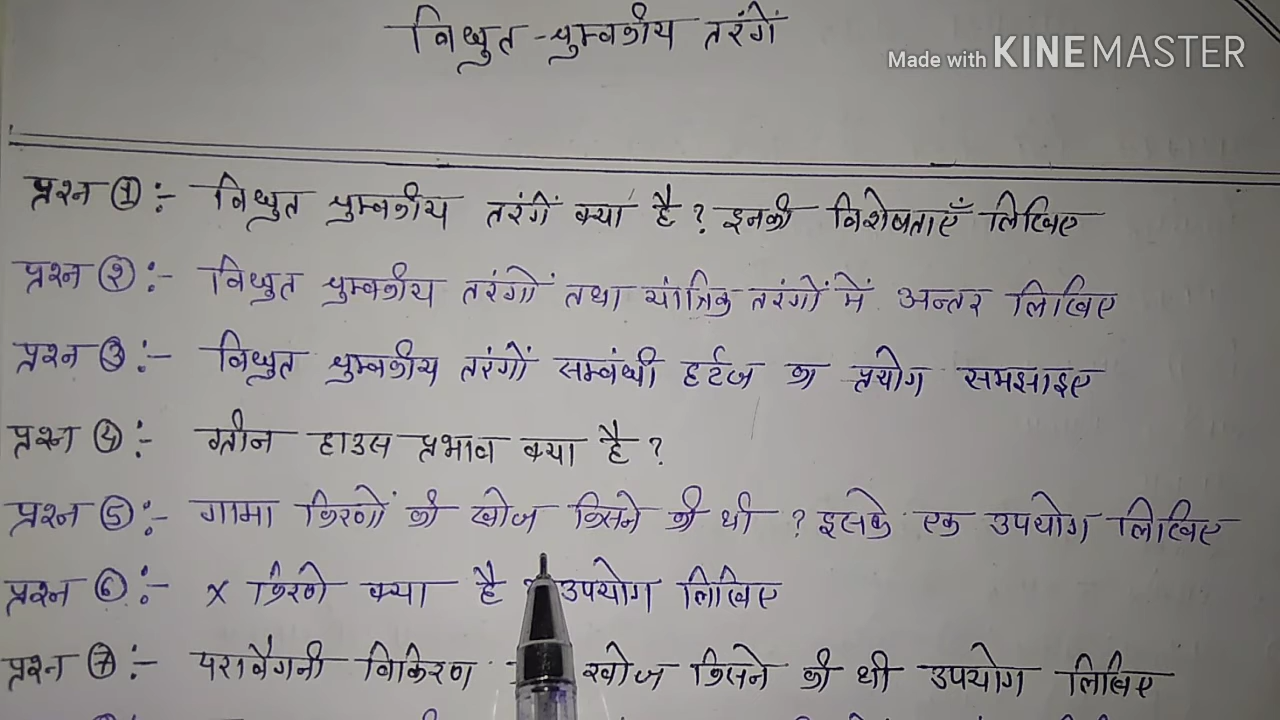 विधुत -चुम्बकीय तरंगें
Made with KINEMASTER
प्रश्न ① :- विधुत चुम्बकीय तरंगें क्या है ? इनकी विशेषताएँ लिखिए
प्रश्न ② :- विधुत चुम्बकीय तरंगों तथा यांत्रिक तरंगों में अन्तर लिखिए
प्रश्न ③ :- विधुत चुम्बकीय तरंगों सम्बंधी हर्टज का प्रयोग समझाइए
प्रश्न ④ :- ग्रीन हाउस प्रभाव क्या है ?
प्रश्न ⑤ :- गामा किरणों की खोज किसने की थी ? इसके एक उपयोग लिखिए
प्रश्न ⑥ :- x किरणे क्या है उपयोग लिखिए
प्रश्न ⑦ :- पराबैगनी विकिरण खोज किसने की थी उपयोग लिखिए